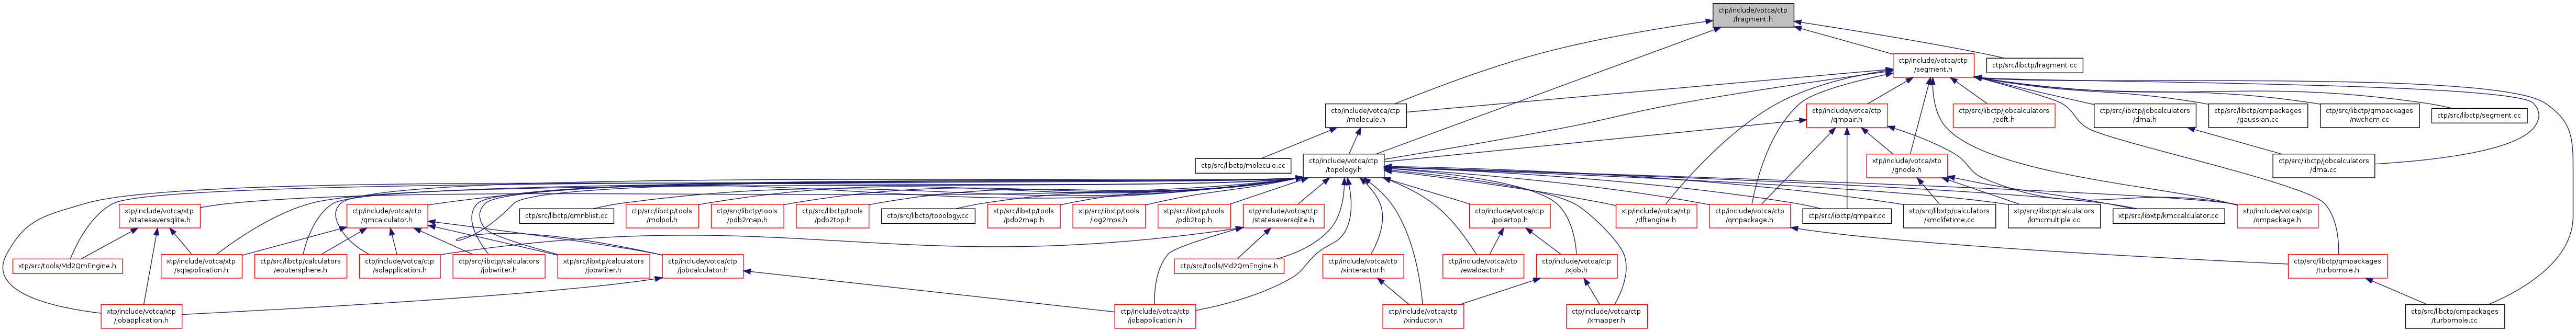 ctp/include/votca/ctp
/fragment.h
ctp/include/votca/ctp
/segment.h
ctp/src/libctp/fragment.cc
ctp/include/votca/ctp
/molecule.h
ctp/include/votca/ctp
/qmpair.h
ctp/src/libctp/jobcalculators
/edft.h
ctp/src/libctp/jobcalculators
/dma.h
ctp/src/libctp/qmpackages
/gaussian.cc
ctp/src/libctp/qmpackages
/nwchem.cc
ctp/src/libctp/segment.cc
ctp/src/libctp/molecule.cc
ctp/include/votca/ctp
/topology.h
xtp/include/votca/xtp
/gnode.h
ctp/src/libctp/jobcalculators
/dma.cc
xtp/include/votca/xtp
/statesaversqlite.h
ctp/include/votca/ctp
/qmcalculator.h
ctp/src/libctp/qmnblist.cc
ctp/src/libctp/tools
/molpol.h
ctp/src/libctp/tools
/pdb2map.h
ctp/src/libctp/tools
/pdb2top.h
ctp/src/libctp/topology.cc
xtp/src/libxtp/tools
/pdb2map.h
xtp/src/libxtp/tools
/log2mps.h
xtp/src/libxtp/tools
/pdb2top.h
ctp/include/votca/ctp
/statesaversqlite.h
ctp/include/votca/ctp
/polartop.h
xtp/include/votca/xtp
/dftengine.h
ctp/include/votca/ctp
/qmpackage.h
ctp/src/libctp/qmpair.cc
xtp/src/libxtp/calculators
/kmclifetime.cc
xtp/src/libxtp/calculators
/kmcmultiple.cc
xtp/src/libxtp/kmccalculator.cc
xtp/include/votca/xtp
/qmpackage.h
xtp/src/tools/Md2QmEngine.h
xtp/include/votca/xtp
/sqlapplication.h
ctp/src/libctp/calculators
/eoutersphere.h
ctp/include/votca/ctp
/sqlapplication.h
ctp/src/libctp/calculators
/jobwriter.h
xtp/src/libxtp/calculators
/jobwriter.h
ctp/include/votca/ctp
/jobcalculator.h
ctp/src/tools/Md2QmEngine.h
ctp/include/votca/ctp
/xinteractor.h
ctp/include/votca/ctp
/ewaldactor.h
ctp/include/votca/ctp
/xjob.h
ctp/src/libctp/qmpackages
/turbomole.h
xtp/include/votca/xtp
/jobapplication.h
ctp/include/votca/ctp
/jobapplication.h
ctp/include/votca/ctp
/xinductor.h
ctp/include/votca/ctp
/xmapper.h
ctp/src/libctp/qmpackages
/turbomole.cc